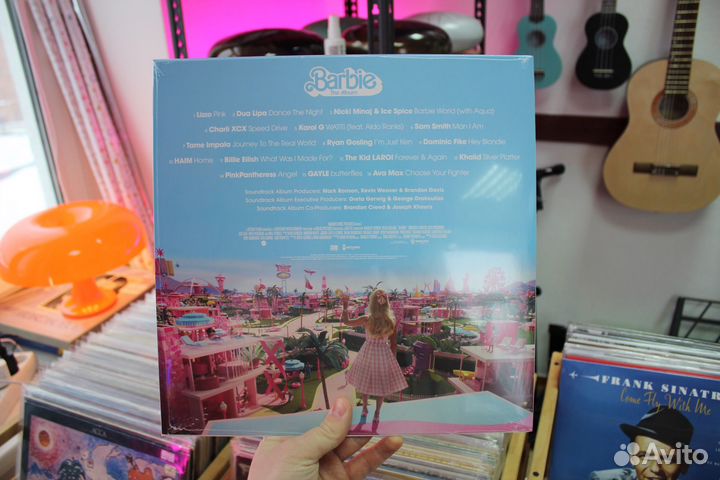 Barbie
The Album
Lizzo Pink
Dua Lipa Dance The Night
Nicki Minaj & Ice Spice Barbie World (with Aqua)
Charli XCX Speed Drive
Karol G WATATI (feat. Aldo Ranks)
Sam Smith Man I Am
Tame Impala Journey To The Real World
Ryan Gosling I'm Just Ken
Dominic Fike Hey Blondie
HAIM Home
Billie Eilish What Was I Made For?
The Kid LAROI Forever & Again
Khalid Silver Platter
PinkPantheress Angel
GAYLE butterflies
Ava Max Choose Your Fighter
Soundtrack Album Producers: Mark Ronson, Kevin Weaver & Brandon Davis
Soundtrack Album Executive Producers: Greta Gerwig & George Drakoulias
Soundtrack Album Co-Producers: Brandon Creed & Joseph Khoury
FRANK SINATR
Come Fly With Me
Avito